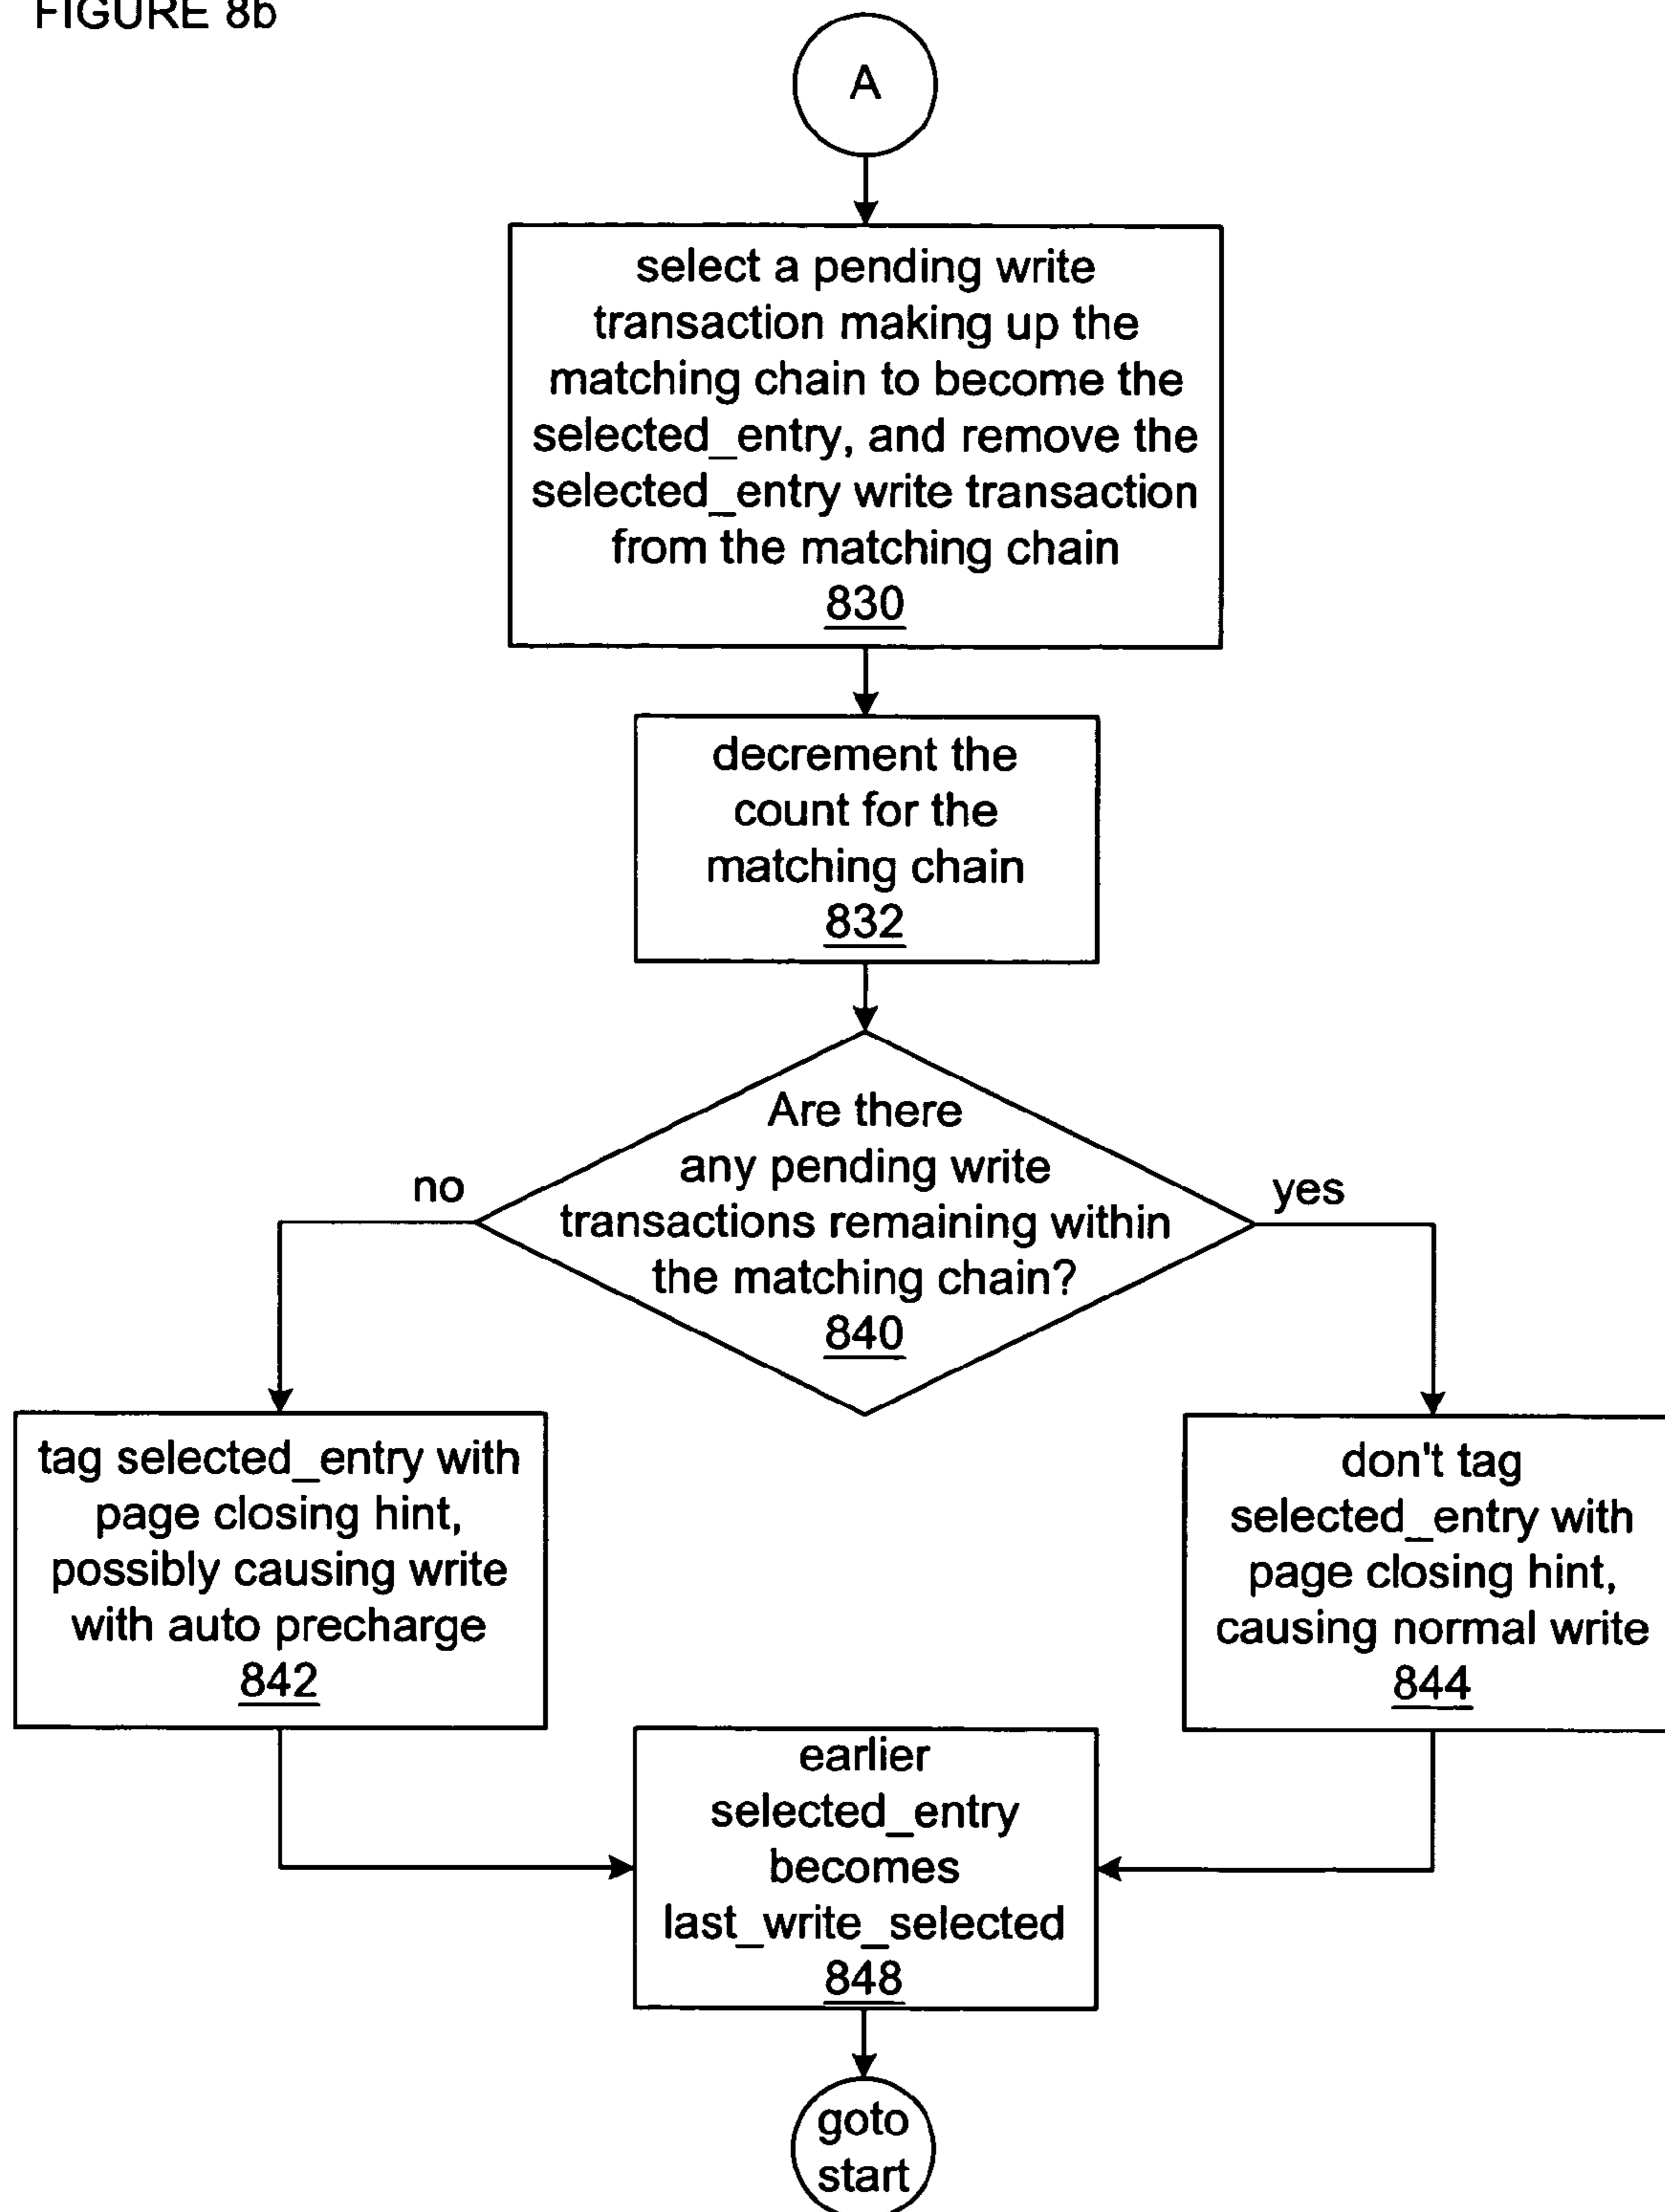 FIGURE 8b
A
select a pending write
transaction making up the
matching chain to become the
selected_entry, and remove the
selected_entry write transaction
from the matching chain
830
decrement the
count for the
matching chain
832
Are there
any pending write
transactions remaining within
the matching chain?
840
no
yes
tag selected_entry with
page closing hint,
possibly causing write
with auto precharge
842
don't tag
selected_entry with
page closing hint,
causing normal write
844
earlier
selected_entry
becomes
last_write_selected
848
goto
start